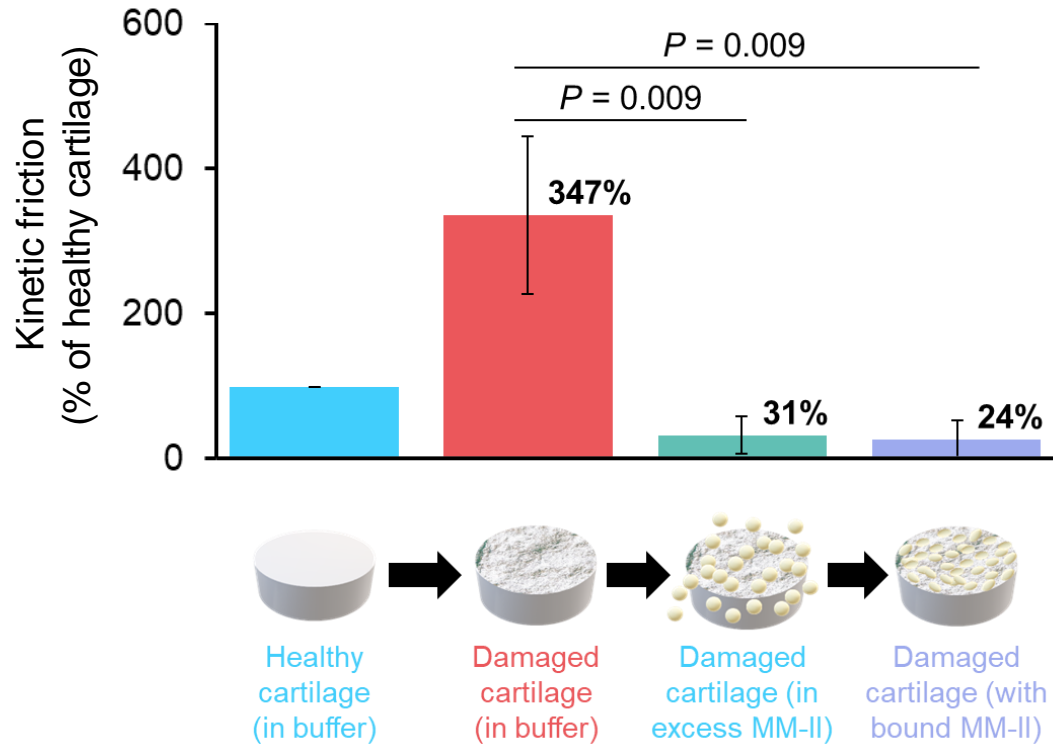 Kinetic friction
(% of healthy cartilage)
600
400
200
0
P = 0.009
P = 0.009
347%
31%
24%
Healthy
cartilage
(in buffer)
Damaged
cartilage
(in buffer)
Damaged
cartilage (in
excess MM-II)
Damaged
cartilage (with
bound MM-II)